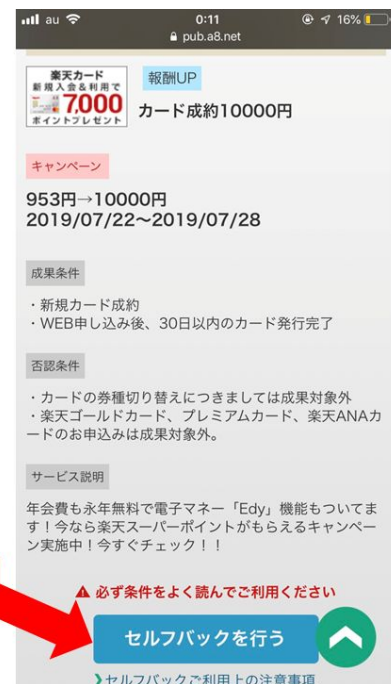 au 0:11 16%
pub.a8.net
楽天カード
新規入会&利用で
7,000
ポイントプレゼント
報酬UP
カード成約10000円
キャンペーン
953円→10000円
2019/07/22〜2019/07/28
成果条件
・新規カード成約
・WEB申し込み後、30日以内のカード発行完了
否認条件
・カードの券種切り替えにつきましては成果対象外
・楽天ゴールドカード、プレミアムカード、楽天ANAカ
ードのお申込みは成果対象外。
サービス説明
年会費も永年無料で電子マネー「Edy」機能もついてま
す!今なら楽天スーパーポイントがもらえるキャンペー
ン実施中!今すぐチェック!!
必ず条件をよく読んでご利用ください
セルフバックを行う
セルフバックご利用上の注意事項